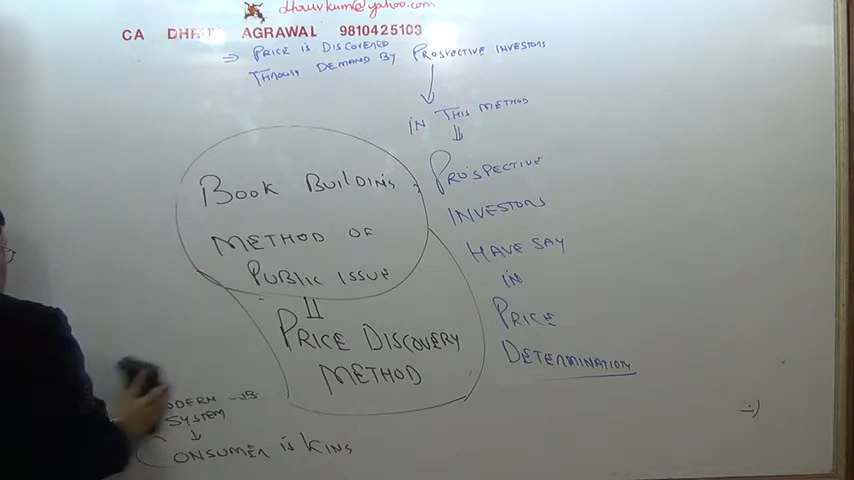 dhruvkum@yahoo.com
CA DHRUV AGRAWAL 9810425103
⇒ PRICE IS DISCOVERED
THROUGH DEMAND BY PROSPECTIVE INVESTORS
IN THIS METHOD
PROSPECTIVE
INVESTORS
HAVE SAY
IN
PRICE
DETERMINATION
BOOK BUILDING
METHOD OF
PUBLIC ISSUE
PRICE DISCOVERY
METHOD
SYSTEM
CONSUMER IS KING